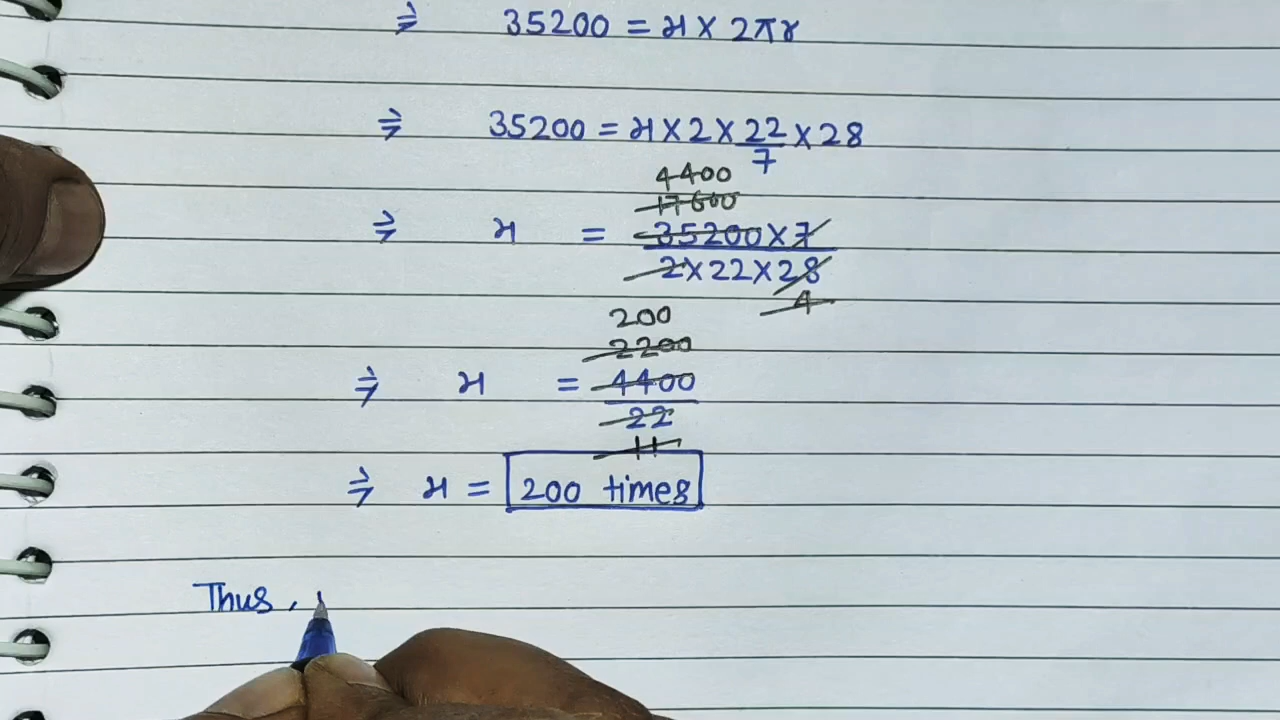 ⇒ 35200 = n × 2πr
⇒ 35200 = n × 2 × 22/7 × 28
4400
17600
⇒ n = 35200 × 7 / 2 × 22 × 28
4
200
2200
⇒ n = 4400 / 22
11
⇒ n = 200 times
Thus,